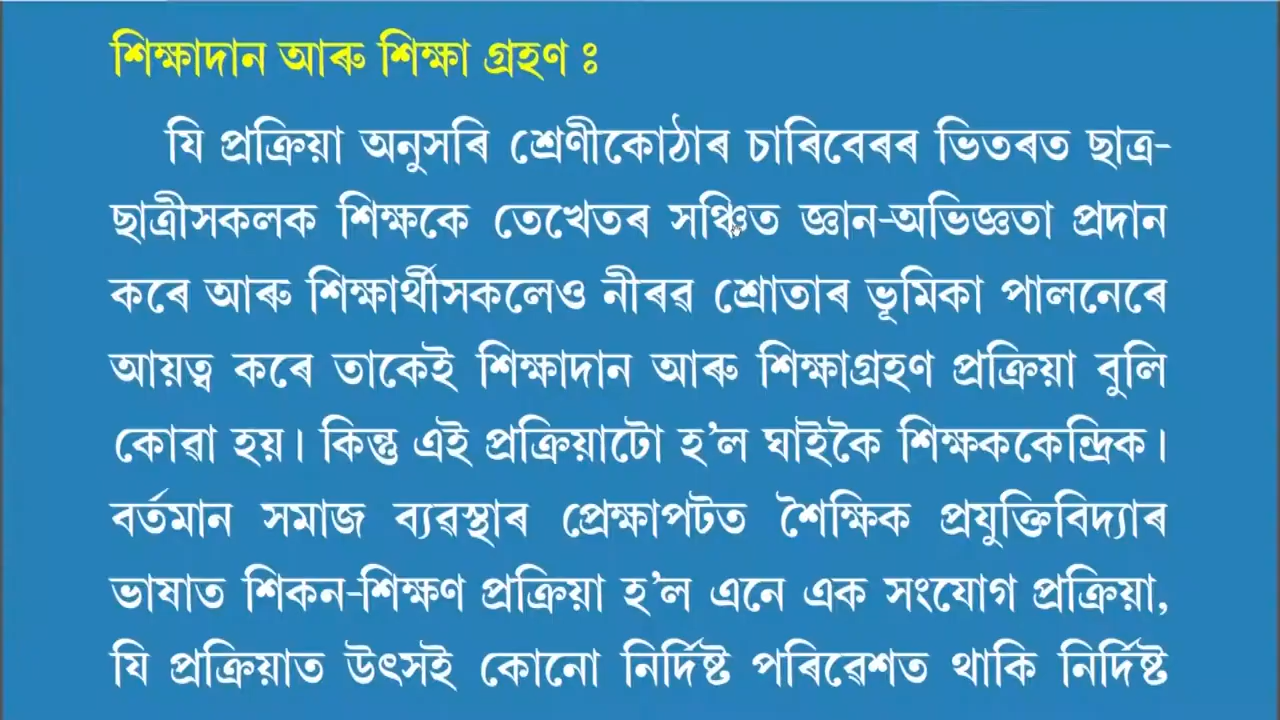 শিক্ষাদান আৰু শিক্ষা গ্ৰহণ ঃ
যি প্ৰক্ৰিয়া অনুসৰি শ্ৰেণীকোঠাৰ চাৰিবেৰৰ ভিতৰত ছাত্ৰ-
ছাত্ৰীসকলক শিক্ষকে তেখেতৰ সঞ্চিত জ্ঞান-অভিজ্ঞতা প্ৰদান
কৰে আৰু শিক্ষাৰ্থীসকলেও নীৰৱ শ্ৰোতাৰ ভূমিকা পালনেৰে
আয়ত্ব কৰে তাকেই শিক্ষাদান আৰু শিক্ষাগ্ৰহণ প্ৰক্ৰিয়া বুলি
কোৱা হয়। কিন্তু এই প্ৰক্ৰিয়াটো হ’ল ঘাইকৈ শিক্ষককেন্দ্ৰিক।
বৰ্তমান সমাজ ব্যৱস্থাৰ প্ৰেক্ষাপটত শৈক্ষিক প্ৰযুক্তিবিদ্যাৰ
ভাষাত শিকন-শিক্ষণ প্ৰক্ৰিয়া হ’ল এনে এক সংযোগ প্ৰক্ৰিয়া,
যি প্ৰক্ৰিয়াত উৎসই কোনো নিৰ্দিষ্ট পৰিৱেশত থাকি নিৰ্দিষ্ট